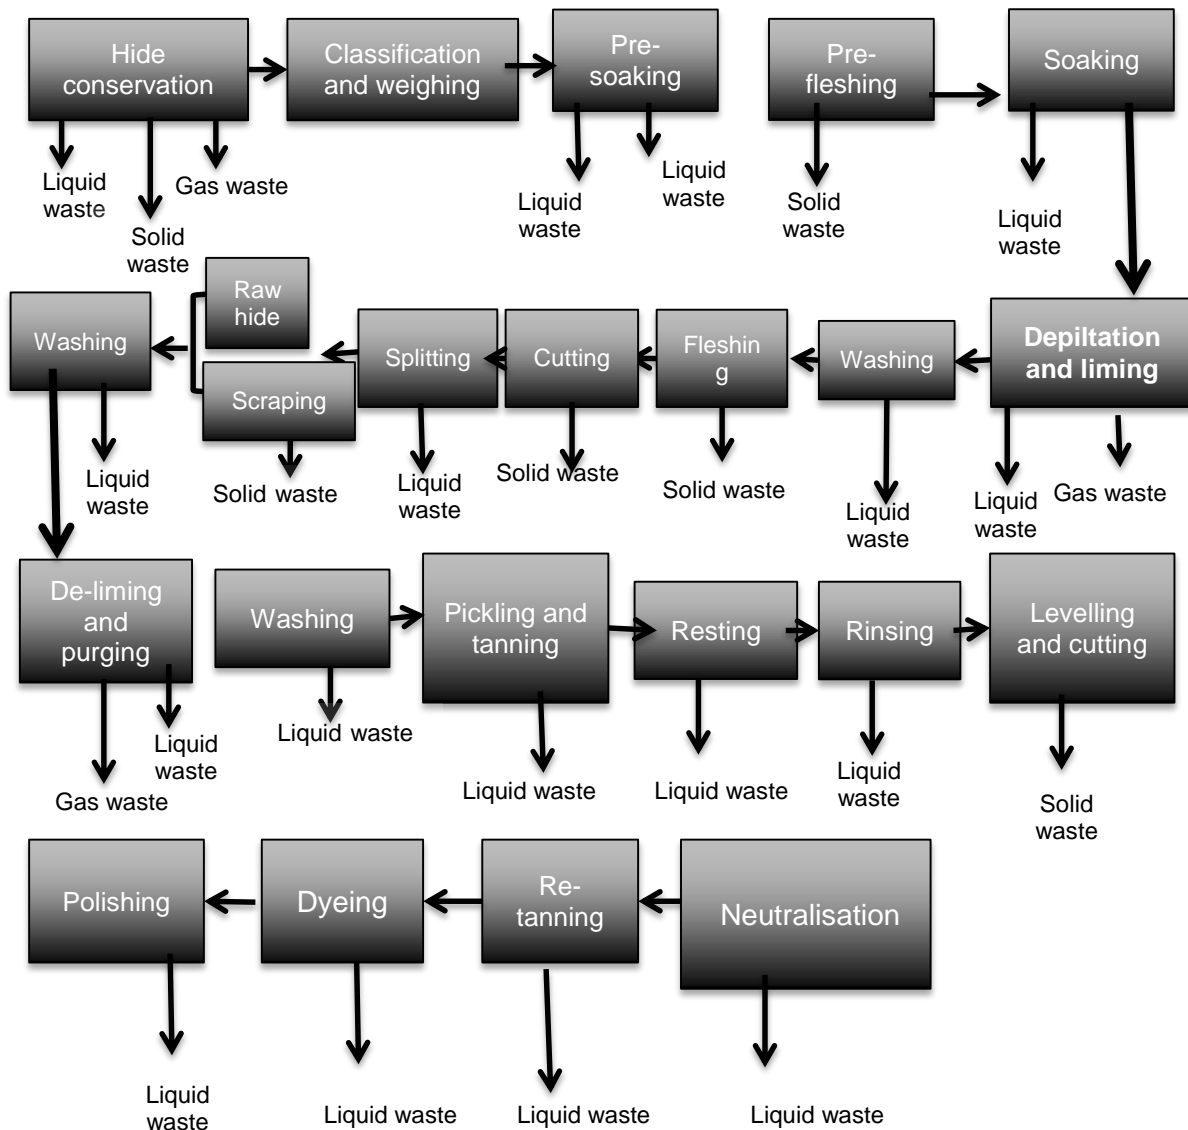 Hide
conservation
Classification
and weighing
Pre-
soaking
Pre-
fleshing
Soaking
Liquid
waste
Solid
waste
Gas waste
Liquid
waste
Liquid
waste
Solid
waste
Liquid
waste
Washing
Raw
hide
Scraping
Splitting
Cutting
Fleshin
g
Washing
Depiltation
and liming
Liquid
waste
Solid waste
Liquid
waste
Solid waste
Solid waste
Liquid
waste
Liquid
waste
Gas waste
De-liming
and
purging
Washing
Pickling and
tanning
Resting
Rinsing
Levelling
and cutting
Gas waste
Liquid
waste
Liquid waste
Liquid waste
Liquid waste
Liquid
waste
Solid
waste
Polishing
Dyeing
Re-
tanning
Neutralisation
Liquid
waste
Liquid waste
Liquid waste
Liquid waste